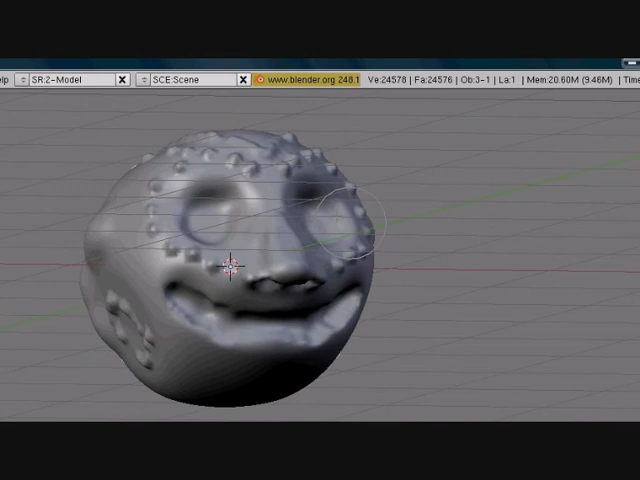 elp SR:2-Model SCE:Scene www.blender.org 248.1 Ve:24578 | Fa:24576 | Ob:3-1 | La:1 | Mem:20.60M (9.46M) | Time